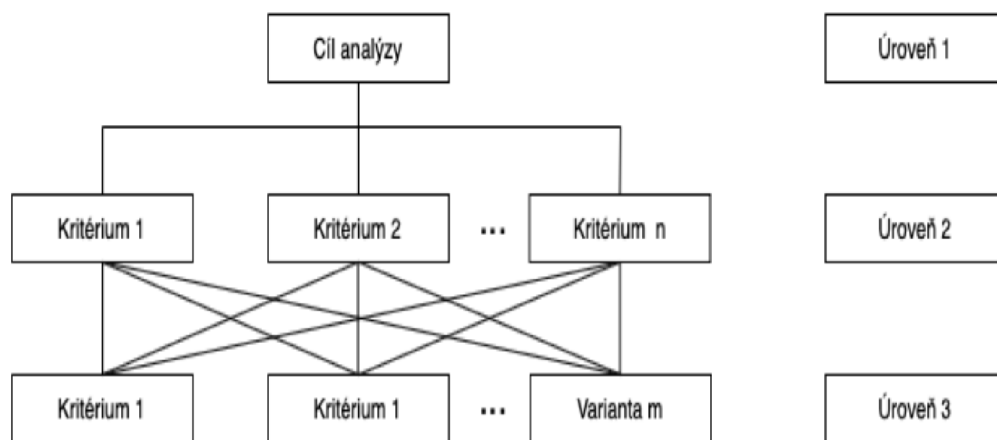 Cíl analýzy
Úroveň 1
Kritérium 1
Kritérium 2
...
Kritérium n
Úroveň 2
Kritérium 1
Kritérium 1
...
Varianta m
Úroveň 3